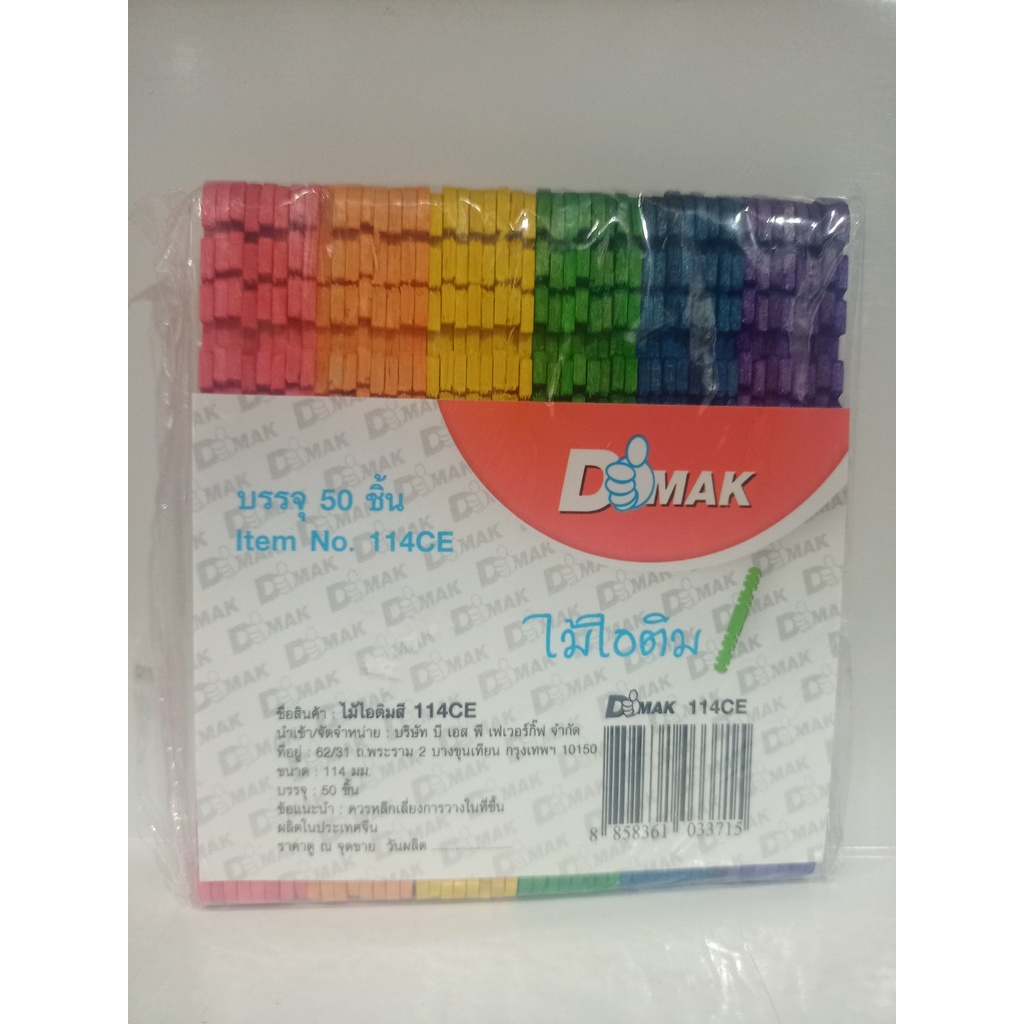 DMAK
บรรจุ 50 ชิ้น
Item No. 114CE
ไม้ไอติม
ชื่อสินค้า : ไม้ไอติมสี 114CE
นำเข้า/จัดจำหน่าย : บริษัท บี เอส พี เฟเวอร์กิ๊ฟ จำกัด
ที่อยู่ : 62/31 ถ.พระราม 2 บางขุนเทียน กรุงเทพฯ 10150
ขนาด : 114 มม.
บรรจุ : 50 ชิ้น
ข้อแนะนำ : ควรหลีกเลี่ยงการวางในที่ชื้น
ผลิตในประเทศจีน
ราคาดู ณ จุดขาย วันผลิต
DMAK 114CE
8 858361 033715